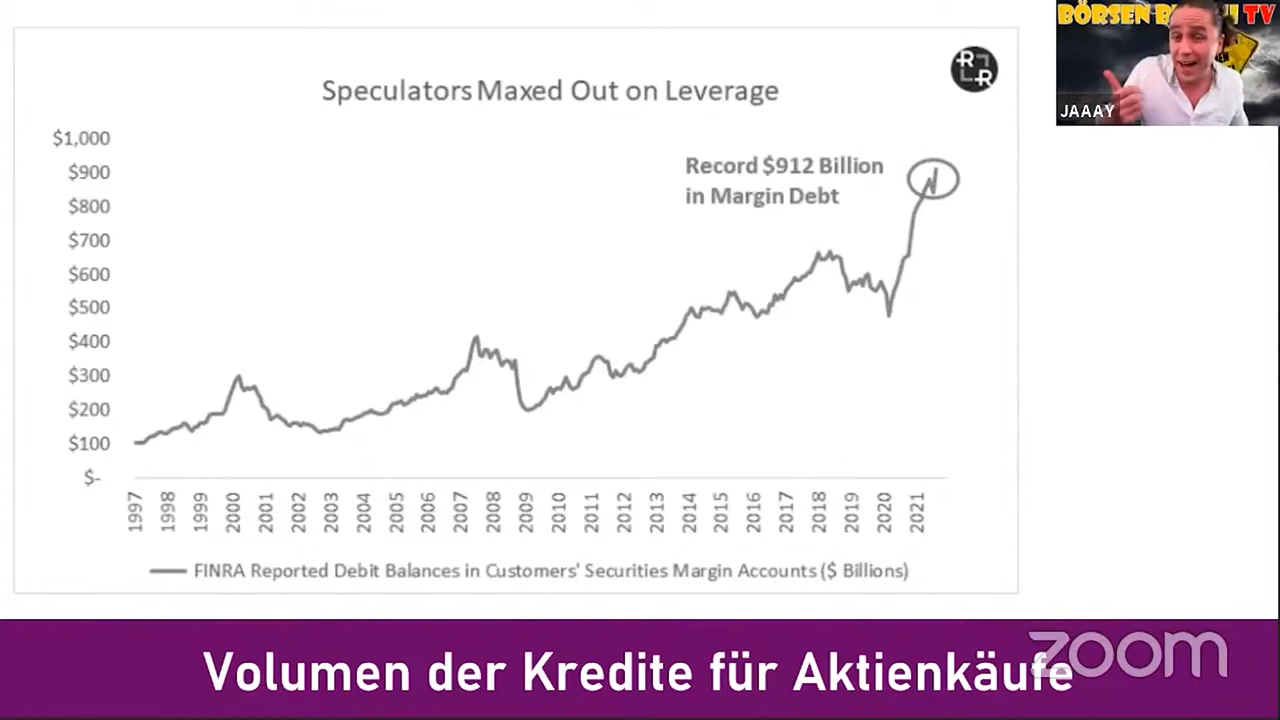 BÖRSEN
TV
JAAAY
R
R
Speculators Maxed Out on Leverage
$1,000
$900
$800
$700
$600
$500
$400
$300
$200
$100
$-
Record $912 Billion
in Margin Debt
1997 1998 1999 2000 2001 2002 2003 2004 2005 2006 2007 2008 2009 2010 2011 2012 2013 2014 2015 2016 2017 2018 2019 2020 2021
FINRA Reported Debit Balances in Customers' Securities Margin Accounts ($ Billions)
Volumen der Kredite für Aktienkäufe
zoom